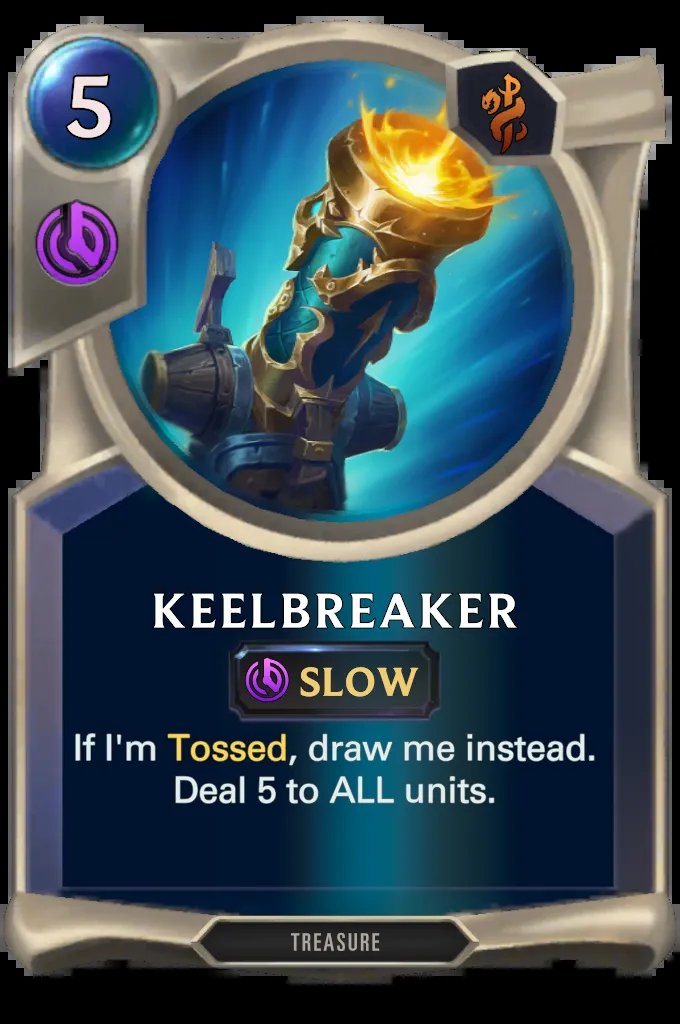 5
KEELBREAKER
SLOW
If I'm Tossed, draw me instead.
Deal 5 to ALL units.
TREASURE